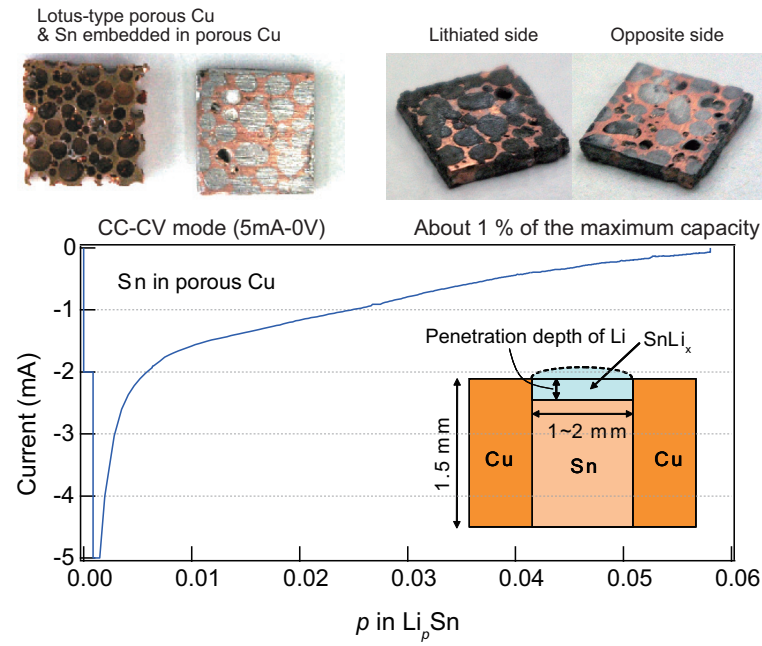 Lotus-type porous Cu
& Sn embedded in porous Cu
Lithiated side
Opposite side
CC-CV mode (5mA-0V)
About 1 % of the maximum capacity
Sn in porous Cu
Penetration depth of Li
SnLiₓ
1~2 mm
1.5 mm
Cu
Sn
Cu
Current (mA)
0
-1
-2
-3
-4
-5
0.00
0.01
0.02
0.03
0.04
0.05
0.06
p in LiₚSn